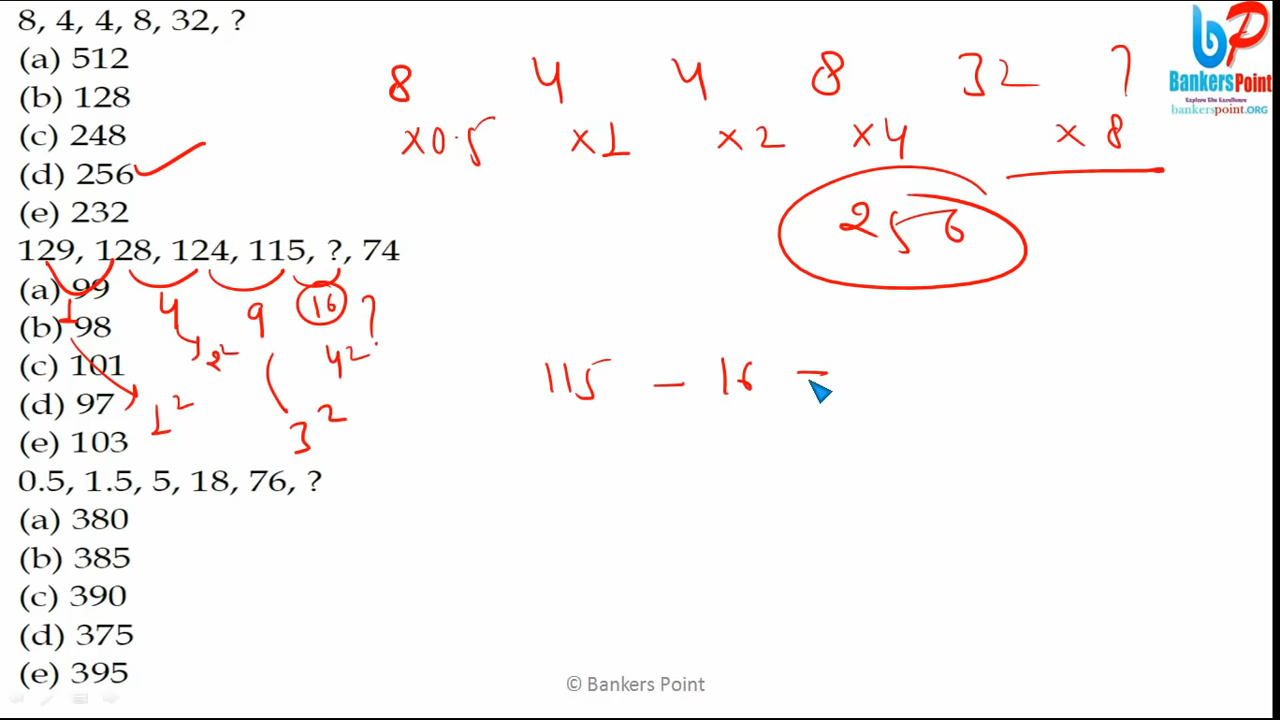 8, 4, 4, 8, 32, ?
(a) 512
(b) 128
(c) 248
(d) 256
(e) 232
8 4 4 8 32 ?
×0.5 ×1 ×2 ×4 ×8
256
BankersPoint
Explore the Excellence
bankerspoint.ORG
129, 128, 124, 115, ?, 74
(a) 99
(b) 98
(c) 101
(d) 97
(e) 103
1 4 9 16 ?
1² 2² 3² 4²
115 – 16 =
0.5, 1.5, 5, 18, 76, ?
(a) 380
(b) 385
(c) 390
(d) 375
(e) 395
© Bankers Point